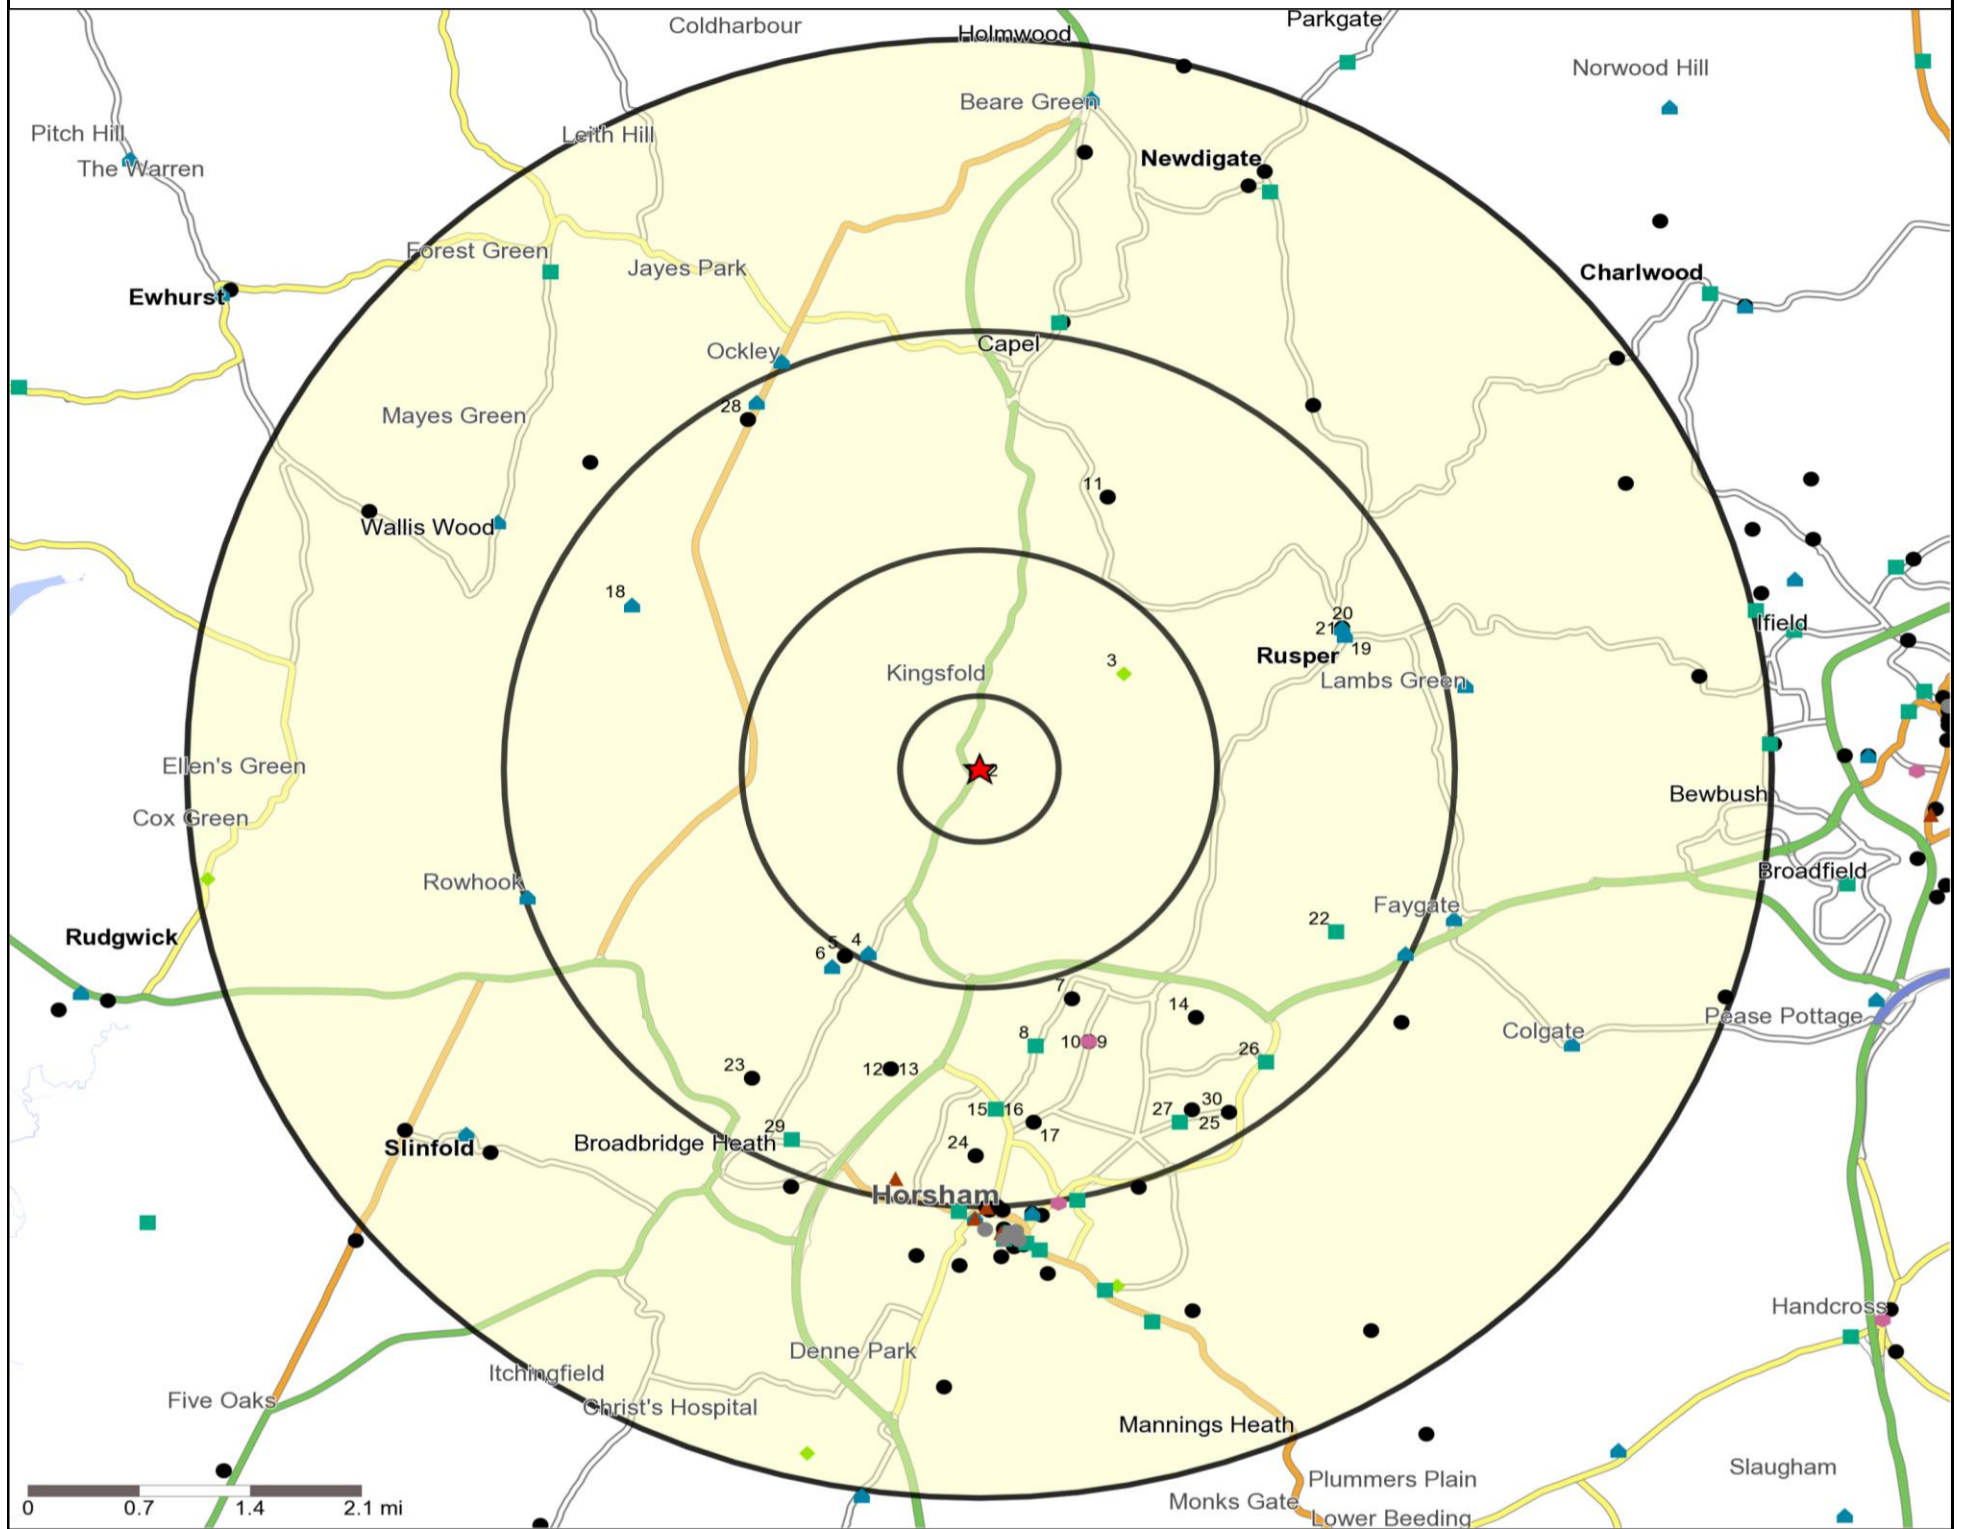 Coldharbour
Parkgate
Holmwood
Norwood Hill
Beare Green
Pitch Hill
Leith Hill
Newdigate
The Warren
Forest Green
Jayes Park
Charlwood
Ewhurst
Capel
Ockley
28
Mayes Green
11
Wallis Wood
18
20
21
Ifield
19
Rusper
3
Kingsfold
Lambs Green
Ellen's Green
2
Bewbush
Cox Green
Broadfield
Rowhook
Faygate
22
Rudgwick
5
4
6
7
14
Pease Pottage
8
10
9
Colgate
26
23
12
13
15
16
27
30
25
29
17
Slinfold
Broadbridge Heath
24
Horsham
Handcross
Denne Park
Itchingfield
Five Oaks
Christ's Hospital
Mannings Heath
Slaugham
Plummers Plain
0
0.7
1.4
2.1 mi
Monks Gate
Lower Beeding